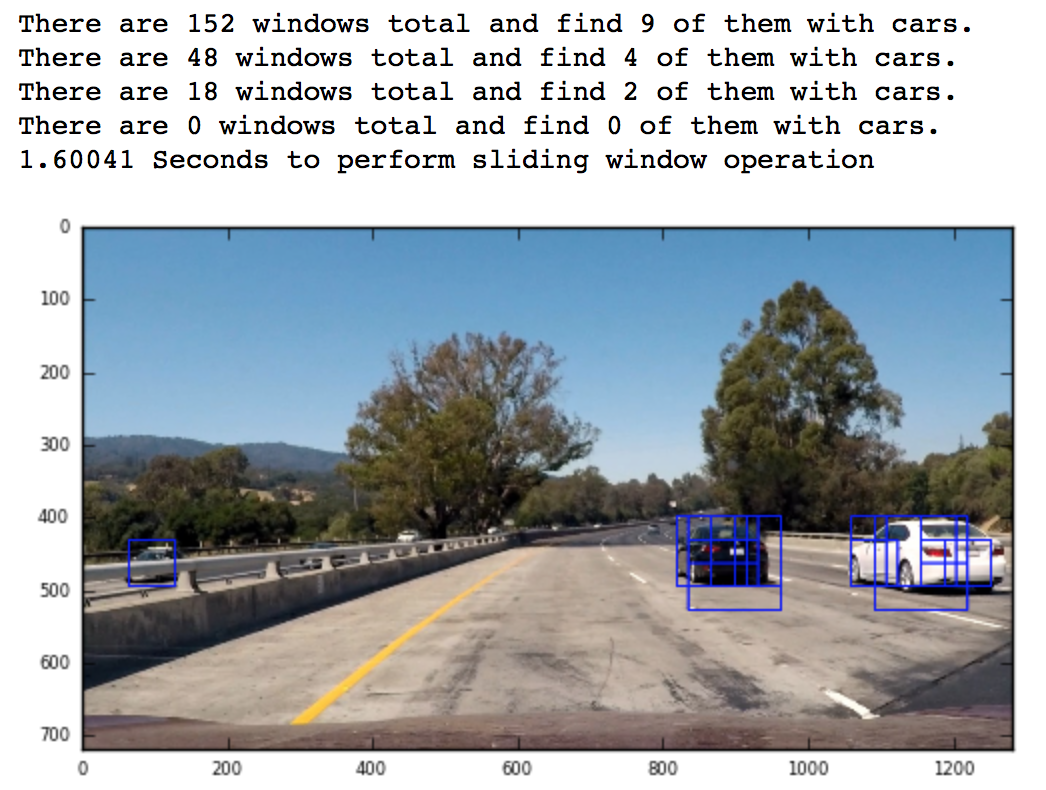 There are 152 windows total and find 9 of them with cars.
There are 48 windows total and find 4 of them with cars.
There are 18 windows total and find 2 of them with cars.
There are 0 windows total and find 0 of them with cars.
1.60041 Seconds to perform sliding window operation
0
100
200
300
400
500
600
700
0 200 400 600 800 1000 1200